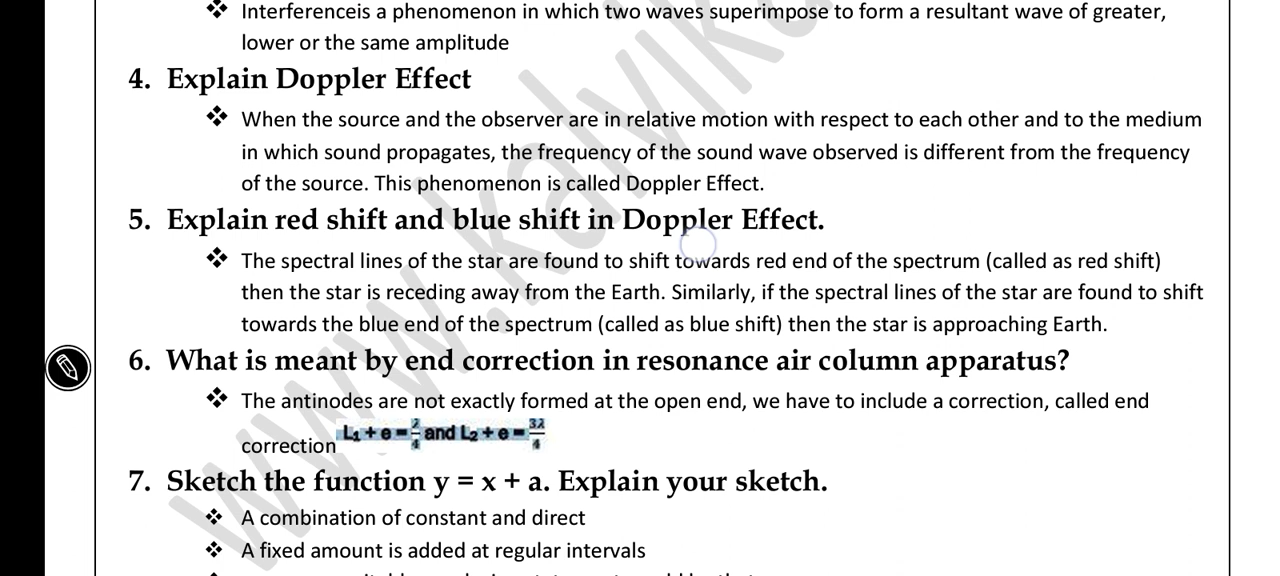 ❖ Interferenceis a phenomenon in which two waves superimpose to form a resultant wave of greater,
lower or the same amplitude
4. Explain Doppler Effect
❖ When the source and the observer are in relative motion with respect to each other and to the medium
in which sound propagates, the frequency of the sound wave observed is different from the frequency
of the source. This phenomenon is called Doppler Effect.
5. Explain red shift and blue shift in Doppler Effect.
❖ The spectral lines of the star are found to shift towards red end of the spectrum (called as red shift)
then the star is receding away from the Earth. Similarly, if the spectral lines of the star are found to shift
towards the blue end of the spectrum (called as blue shift) then the star is approaching Earth.
6. What is meant by end correction in resonance air column apparatus?
❖ The antinodes are not exactly formed at the open end, we have to include a correction, called end
correction L₁ + e = λ/4 and L₂ + e = 3λ/4
7. Sketch the function y = x + a. Explain your sketch.
❖ A combination of constant and direct
❖ A fixed amount is added at regular intervals
www.kalvik